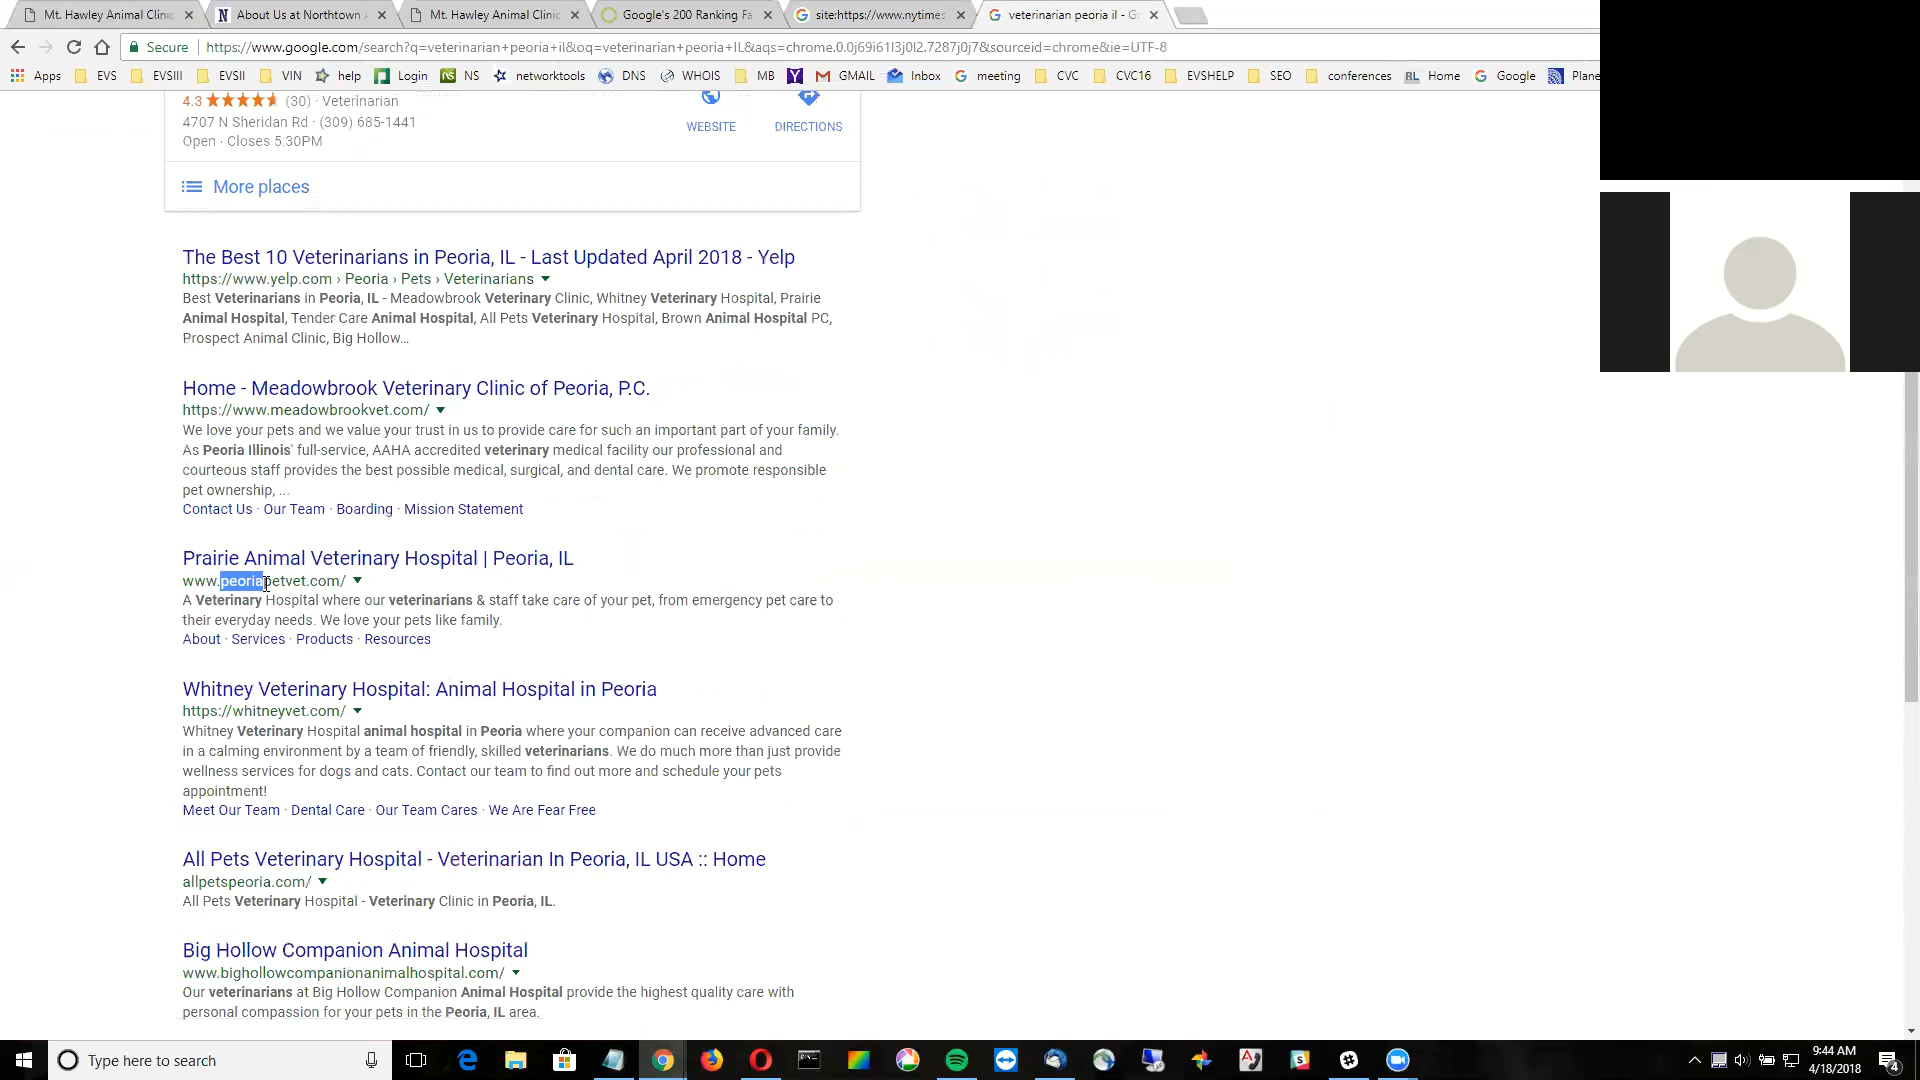 Mt. Hawley Animal Clinic
About Us at Northtown
Mt. Hawley Animal Clinic
Google's 200 Ranking Fa
site:https://www.nytimes
veterinarian peoria il - Go
Secure
https://www.google.com/search?q=veterinarian+peoria+il&oq=veterinarian+peoria+IL&aqs=chrome.0.0j69i61l3j0l2.7287j0j7&sourceid=chrome&ie=UTF-8
Apps
EVS
EVSIII
EVSII
VIN
help
Login
NS
networktools
DNS
WHOIS
MB
GMAIL
Inbox
meeting
CVC
CVC16
EVSHELP
SEO
conferences
Home
Google
Plane
4.3 (30) · Veterinarian
4707 N Sheridan Rd · (309) 685-1441
Open · Closes 5:30PM
WEBSITE
DIRECTIONS
More places
The Best 10 Veterinarians in Peoria, IL - Last Updated April 2018 - Yelp
https://www.yelp.com › Peoria › Pets › Veterinarians
Best Veterinarians in Peoria, IL - Meadowbrook Veterinary Clinic, Whitney Veterinary Hospital, Prairie
Animal Hospital, Tender Care Animal Hospital, All Pets Veterinary Hospital, Brown Animal Hospital PC,
Prospect Animal Clinic, Big Hollow...
Home - Meadowbrook Veterinary Clinic of Peoria, P.C.
https://www.meadowbrookvet.com/
We love your pets and we value your trust in us to provide care for such an important part of your family.
As Peoria Illinois' full-service, AAHA accredited veterinary medical facility our professional and
courteous staff provides the best possible medical, surgical, and dental care. We promote responsible
pet ownership, ...
Contact Us · Our Team · Boarding · Mission Statement
Prairie Animal Veterinary Hospital | Peoria, IL
www.peoriapetvet.com/
A Veterinary Hospital where our veterinarians & staff take care of your pet, from emergency pet care to
their everyday needs. We love your pets like family.
About · Services · Products · Resources
Whitney Veterinary Hospital: Animal Hospital in Peoria
https://whitneyvet.com/
Whitney Veterinary Hospital animal hospital in Peoria where your companion can receive advanced care
in a calming environment by a team of friendly, skilled veterinarians. We do much more than just provide
wellness services for dogs and cats. Contact our team to find out more and schedule your pets
appointment!
Meet Our Team · Dental Care · Our Team Cares · We Are Fear Free
All Pets Veterinary Hospital - Veterinarian In Peoria, IL USA :: Home
allpetspeoria.com/
All Pets Veterinary Hospital - Veterinary Clinic in Peoria, IL.
Big Hollow Companion Animal Hospital
www.bighollowcompanionanimalhospital.com/
Our veterinarians at Big Hollow Companion Animal Hospital provide the highest quality care with
personal compassion for your pets in the Peoria, IL area.
Type here to search
9:44 AM
4/18/2018
4